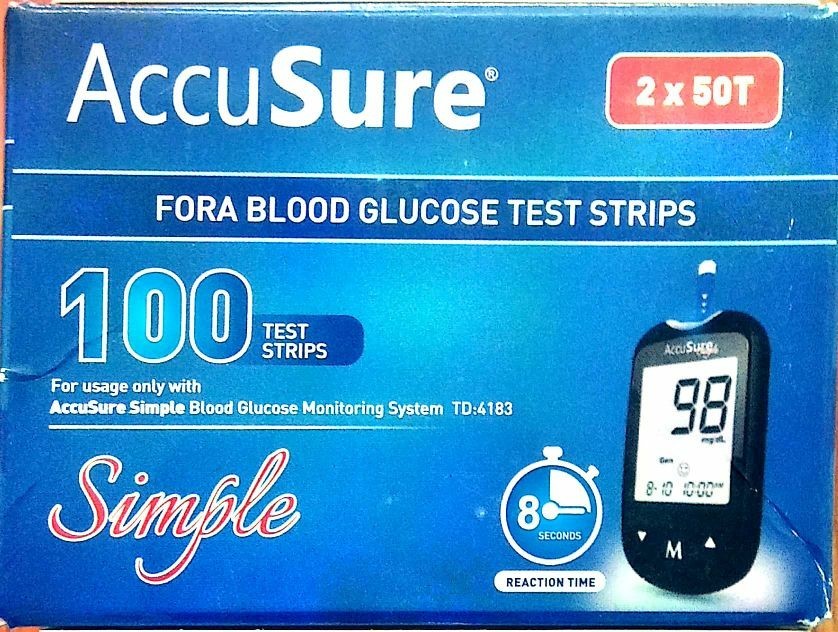 AccuSure®
2 x 50T
FORA BLOOD GLUCOSE TEST STRIPS
100 TEST
STRIPS
For usage only with
AccuSure Simple Blood Glucose Monitoring System TD:4183
Simple
8
SECONDS
REACTION TIME
AccuSure
98
mg/dL
Gen
8-10 10:00
M